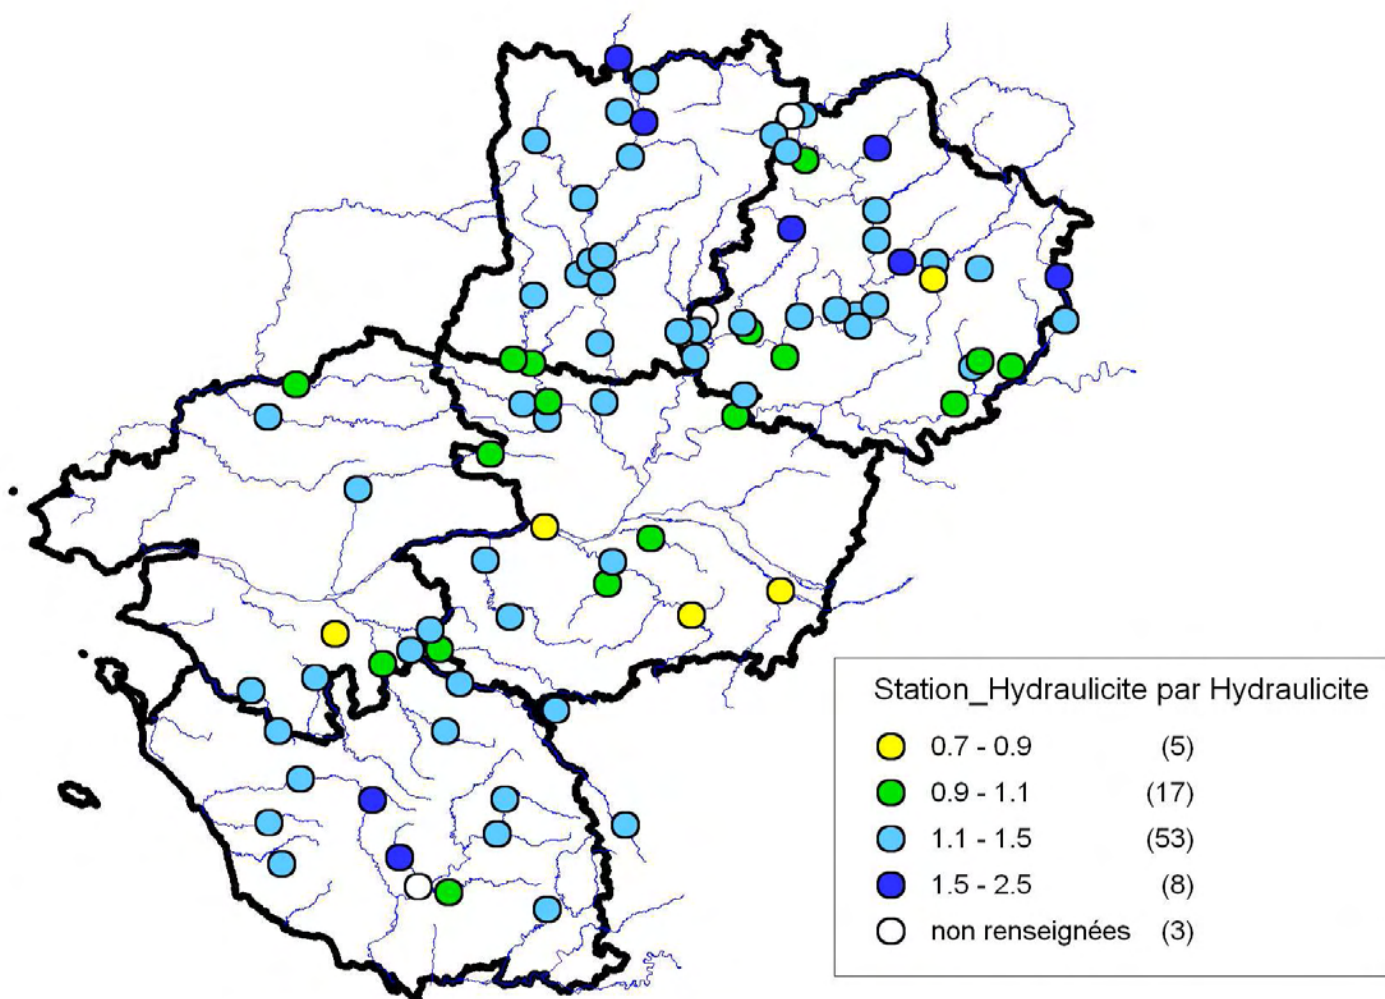 Station_Hydraulicite par Hydraulicite
0.7 - 0.9 (5)
0.9 - 1.1 (17)
1.1 - 1.5 (53)
1.5 - 2.5 (8)
non renseignées (3)